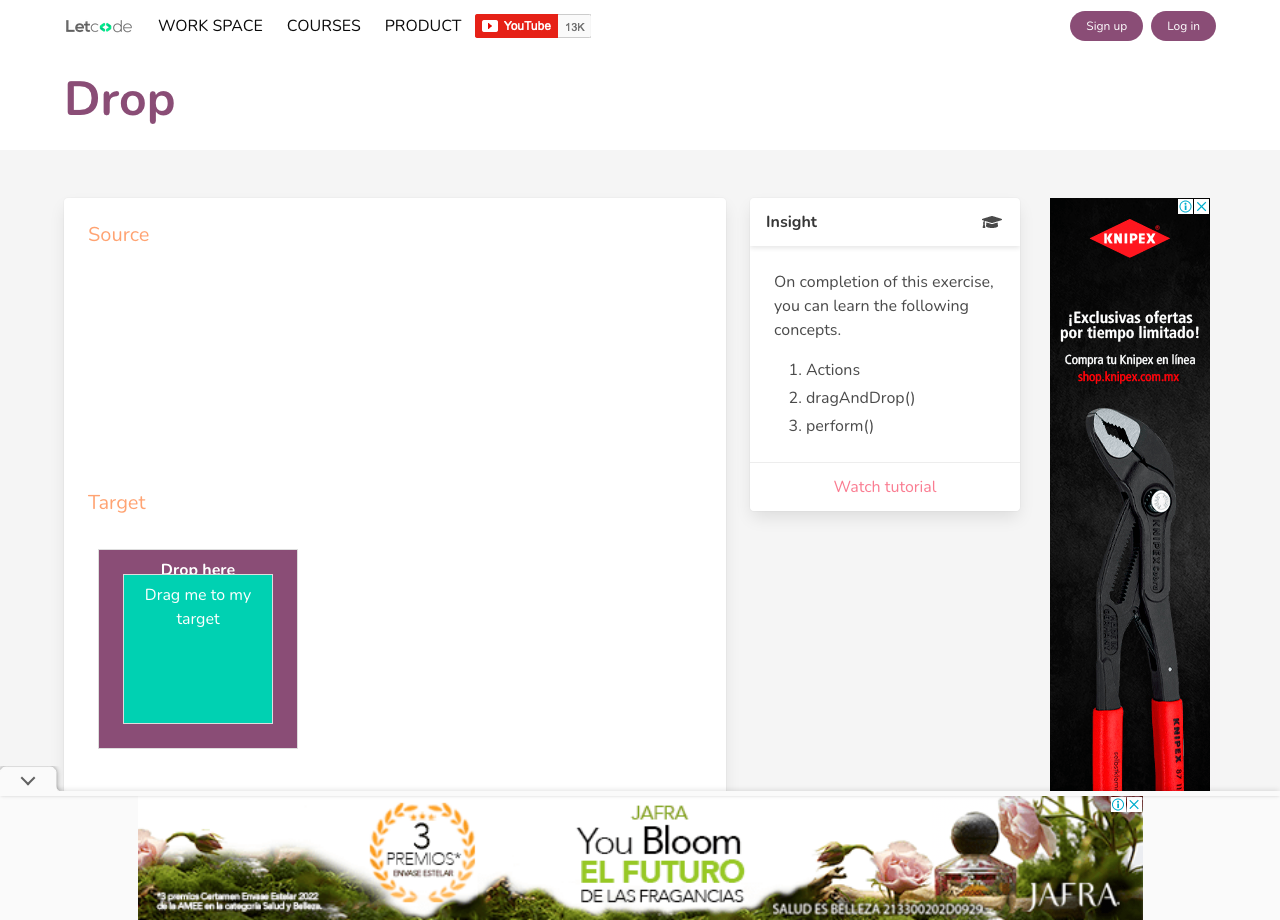 Letcode
WORK SPACE
COURSES
PRODUCT
YouTube
13K
Sign up
Log in
Drop
Source
Target
Drop here
Drag me to my
target
Insight
On completion of this exercise,
you can learn the following
concepts.
1. Actions
2. dragAndDrop()
3. perform()
Watch tutorial
KNIPEX
¡Exclusivas ofertas
por tiempo limitado!
Compra tu Knipex en línea
shop.knipex.com.mx
KNIPEX Cobra
KNIPEX
*3 premios Certamen Envase Estelar 2022
de la AMEE en la categoría Salud y Belleza.
3
PREMIOS*
ENVASE ESTELAR
JAFRA
You Bloom
EL FUTURO
DE LAS FRAGANCIAS
SALUD ES BELLEZA 213300202D0929
JAFRA